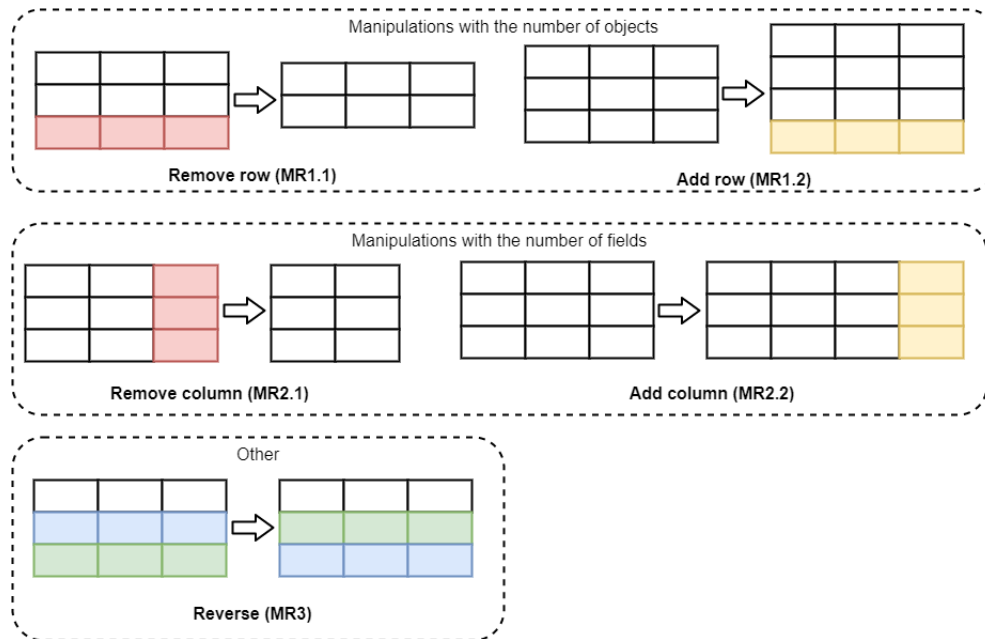 Manipulations with the number of objects
Remove row (MR1.1)
Add row (MR1.2)
Manipulations with the number of fields
Remove column (MR2.1)
Add column (MR2.2)
Other
Reverse (MR3)